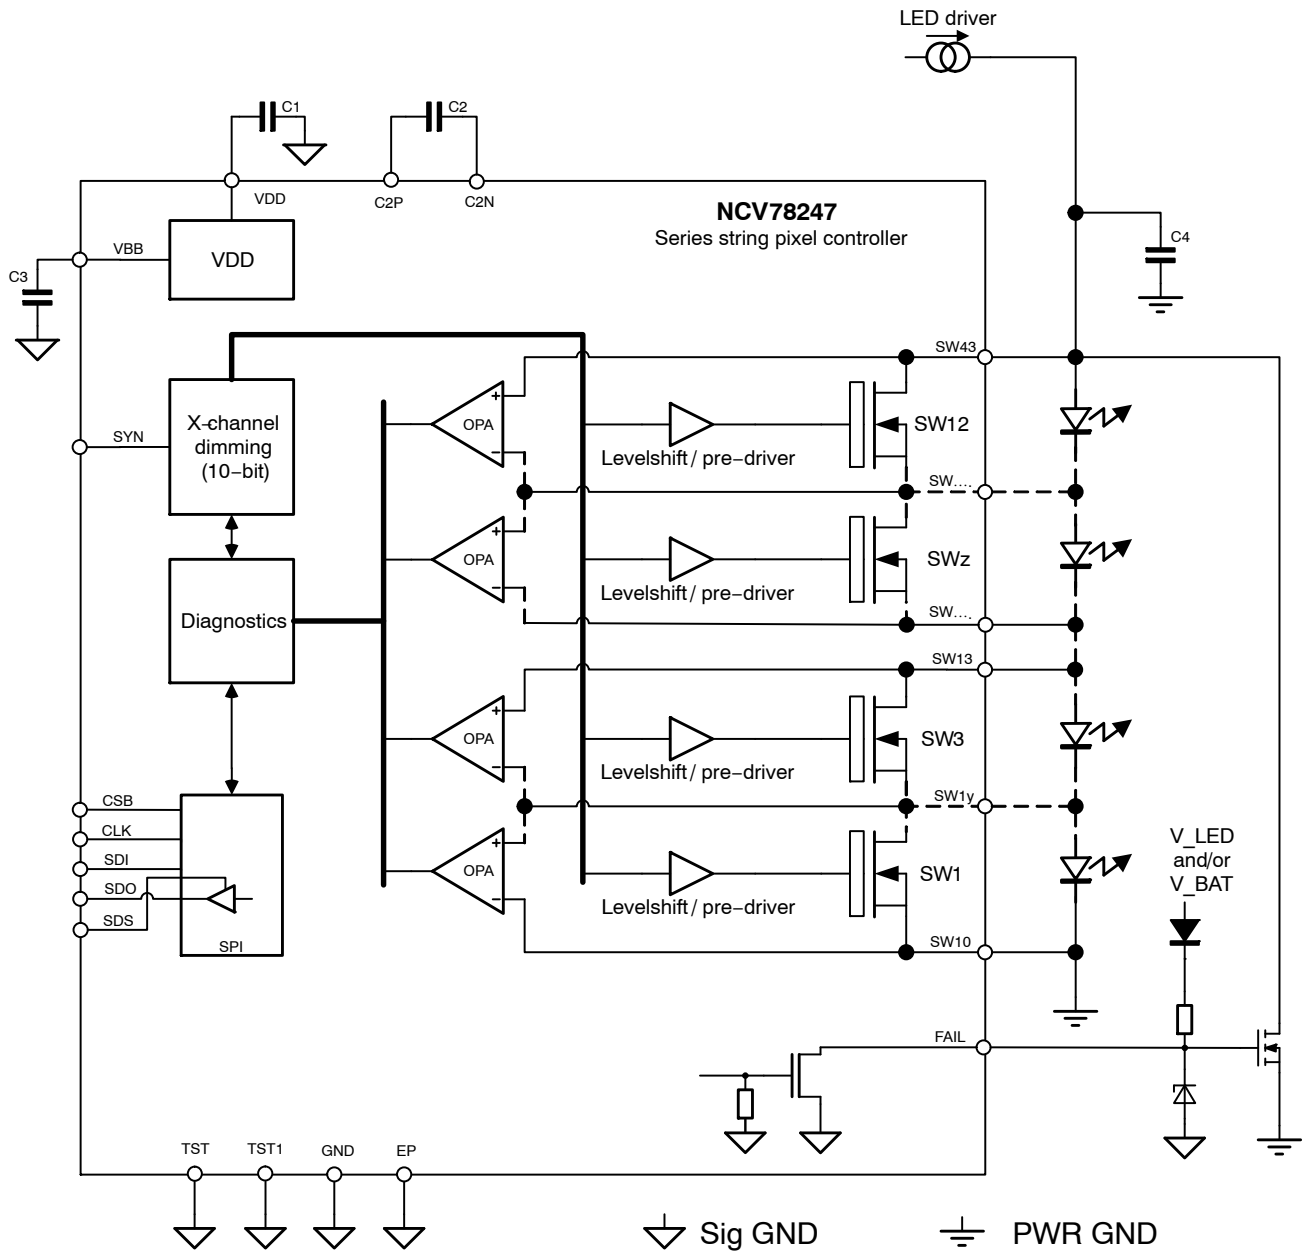 LED driver
C1
C2
VDD
C2P
C2N
NCV78247
Series string pixel controller
VBB
VDD
C3
C4
SW43
X-channel
dimming
(10-bit)
SYN
+
OPA
-
SW12
Levelshift / pre-driver
SW....
+
OPA
-
SWz
Levelshift / pre-driver
SW....
Diagnostics
SW13
+
OPA
-
SW3
Levelshift / pre-driver
SW1y
CSB
CLK
SDI
SDO
SDS
SPI
+
OPA
-
SW1
Levelshift / pre-driver
SW10
V_LED
and/or
V_BAT
FAIL
TST
TST1
GND
EP
Sig GND
PWR GND